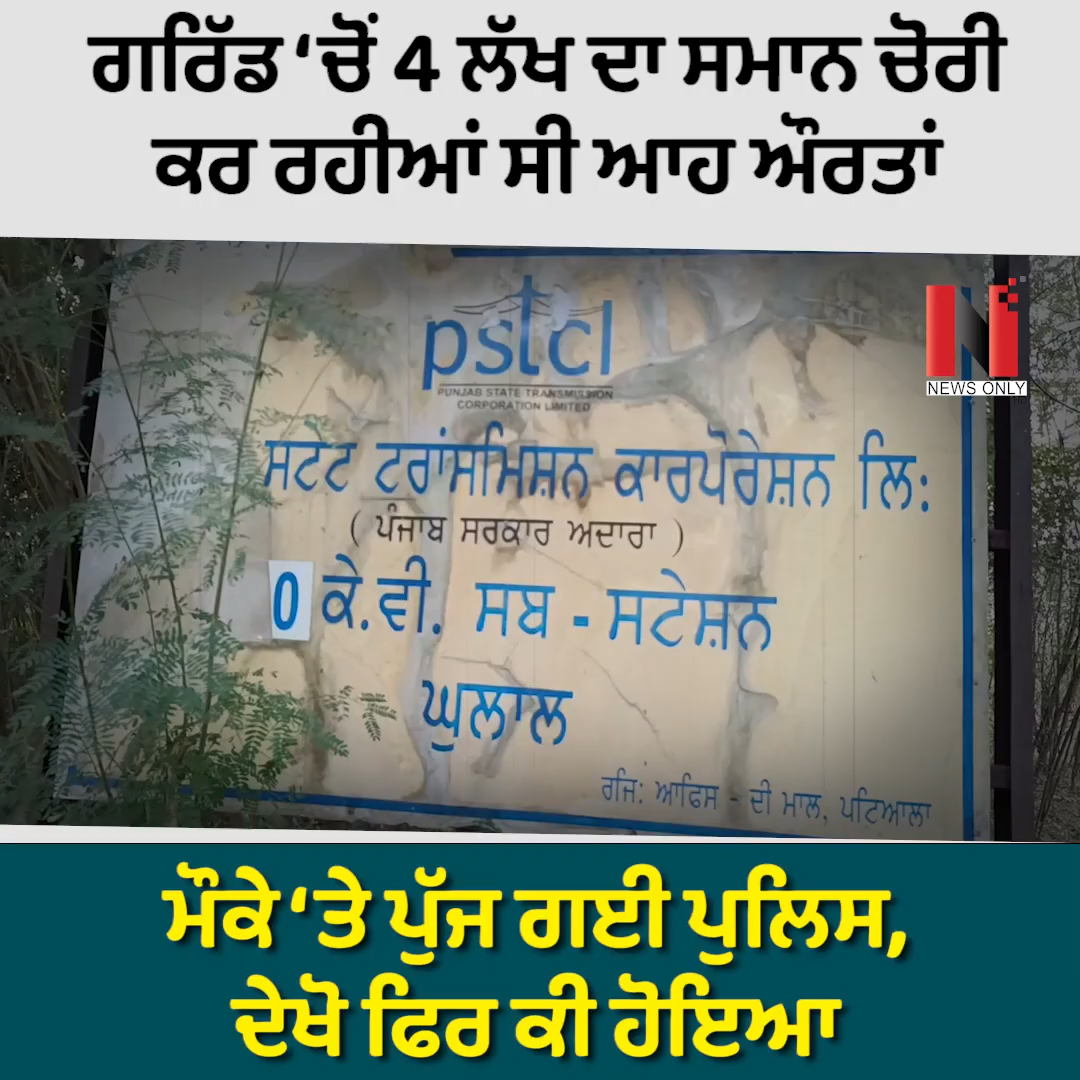 ਗਰਿੱਡ ‘ਚੋਂ 4 ਲੱਖ ਦਾ ਸਮਾਨ ਚੋਰੀ
ਕਰ ਰਹੀਆਂ ਸੀ ਆਹ ਔਰਤਾਂ
NEWS ONLY
pstcl
PUNJAB STATE TRANSMISSION
CORPORATION LIMITED
ਸਟੇਟ ਟਰਾਂਸਮਿਸ਼ਨ ਕਾਰਪੋਰੇਸ਼ਨ ਲਿ:
( ਪੰਜਾਬ ਸਰਕਾਰ ਅਦਾਰਾ )
0 ਕੇ.ਵੀ. ਸਬ - ਸਟੇਸ਼ਨ
ਘੁਲਾਲ
ਰਜਿ: ਆਫਿਸ - ਦੀ ਮਾਲ, ਪਟਿਆਲਾ
ਮੌਕੇ ‘ਤੇ ਪੁੱਜ ਗਈ ਪੁਲਿਸ,
ਦੇਖੋ ਫਿਰ ਕੀ ਹੋਇਆ